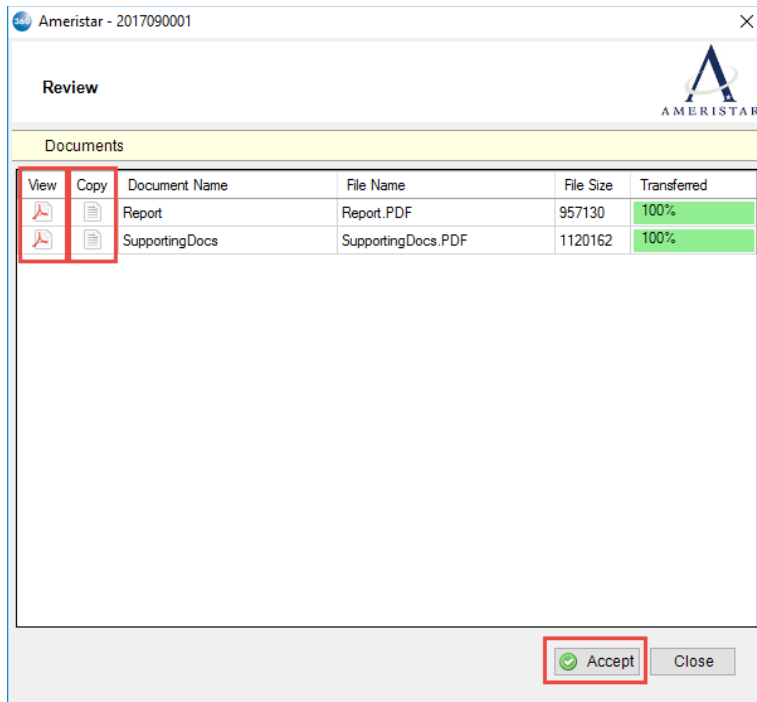 360 Ameristar - 2017090001
Review
AMERISTAR
Documents
View Copy Document Name File Name File Size Transferred
Report Report.PDF 957130 100%
SupportingDocs SupportingDocs.PDF 1120162 100%
Accept Close